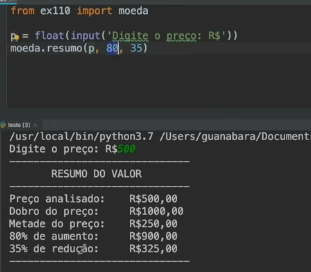 from ex110 import moeda
p = float(input('Digite o preço: R$'))
moeda.resumo(p, 80, 35)
teste (3) ×
/usr/local/bin/python3.7 /Users/guanabara/Document
Digite o preço: R$500
------------------------------
RESUMO DO VALOR
------------------------------
Preço analisado: R$500,00
Dobro do preço: R$1000,00
Metade do preço: R$250,00
80% de aumento: R$900,00
35% de redução: R$325,00
------------------------------